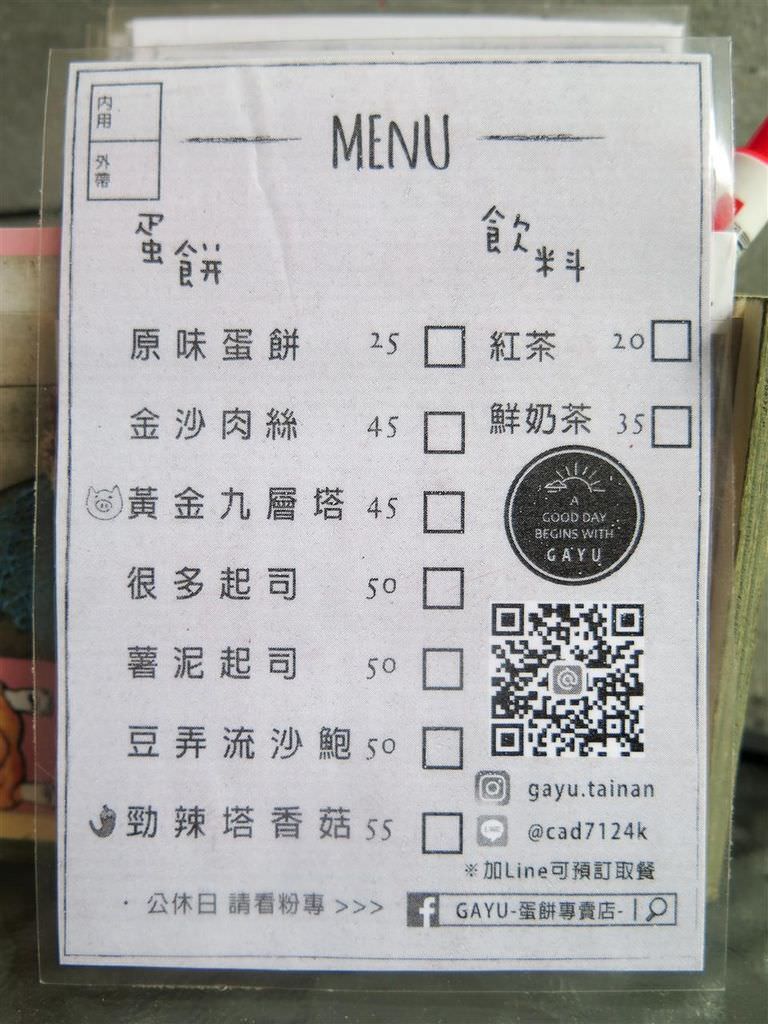 內用
外帶
MENU
蛋餅
飲料
原味蛋餅 25
紅茶 20
金沙肉絲 45
鮮奶茶 35
黃金九層塔 45
A
GOOD DAY
BEGINS WITH
GAYU
很多起司 50
薯泥起司 50
豆弄流沙鮑 50
gayu.tainan
勁辣塔香菇 55
@cad7124k
※加Line可預訂取餐
· 公休日 請看粉專 >>>
f GAYU-蛋餅專賣店-